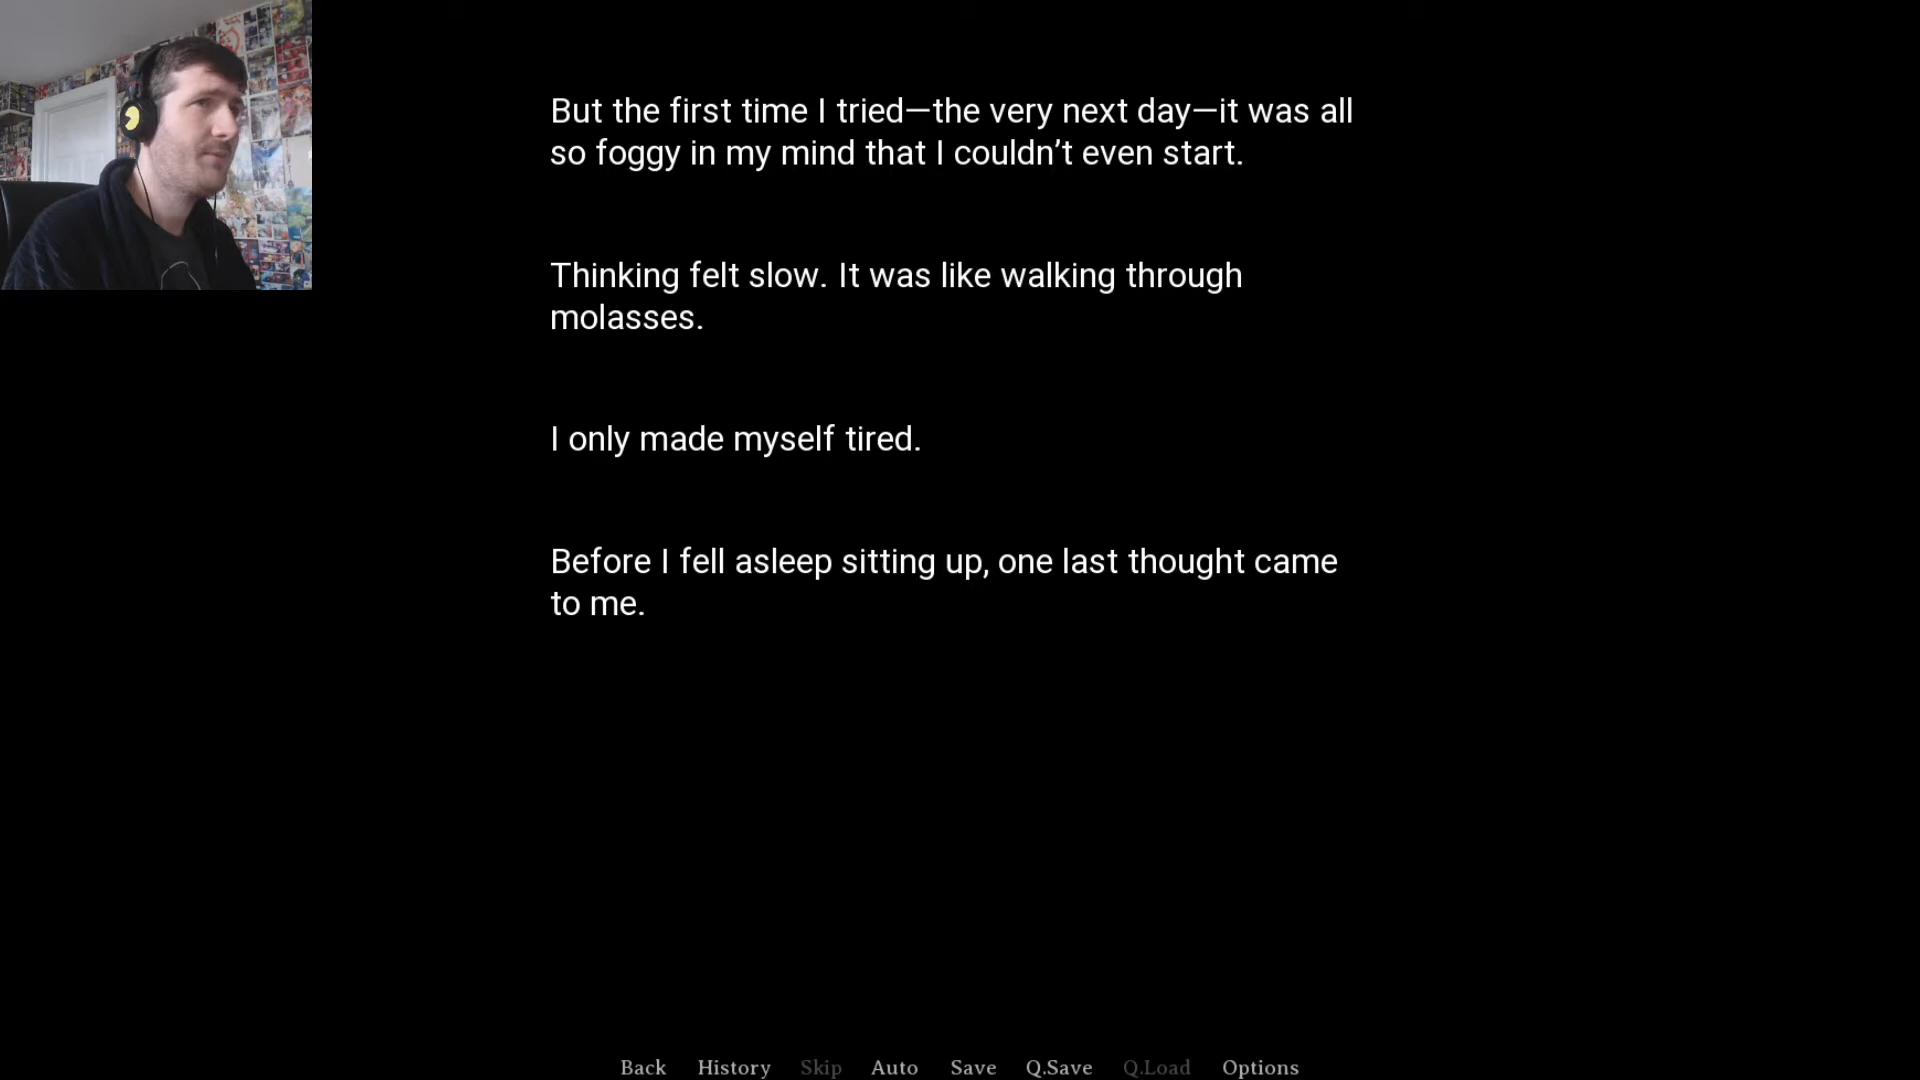 But the first time I tried—the very next day—it was all
so foggy in my mind that I couldn’t even start.
Thinking felt slow. It was like walking through
molasses.
I only made myself tired.
Before I fell asleep sitting up, one last thought came
to me.
Back History Skip Auto Save Q.Save Q.Load Options